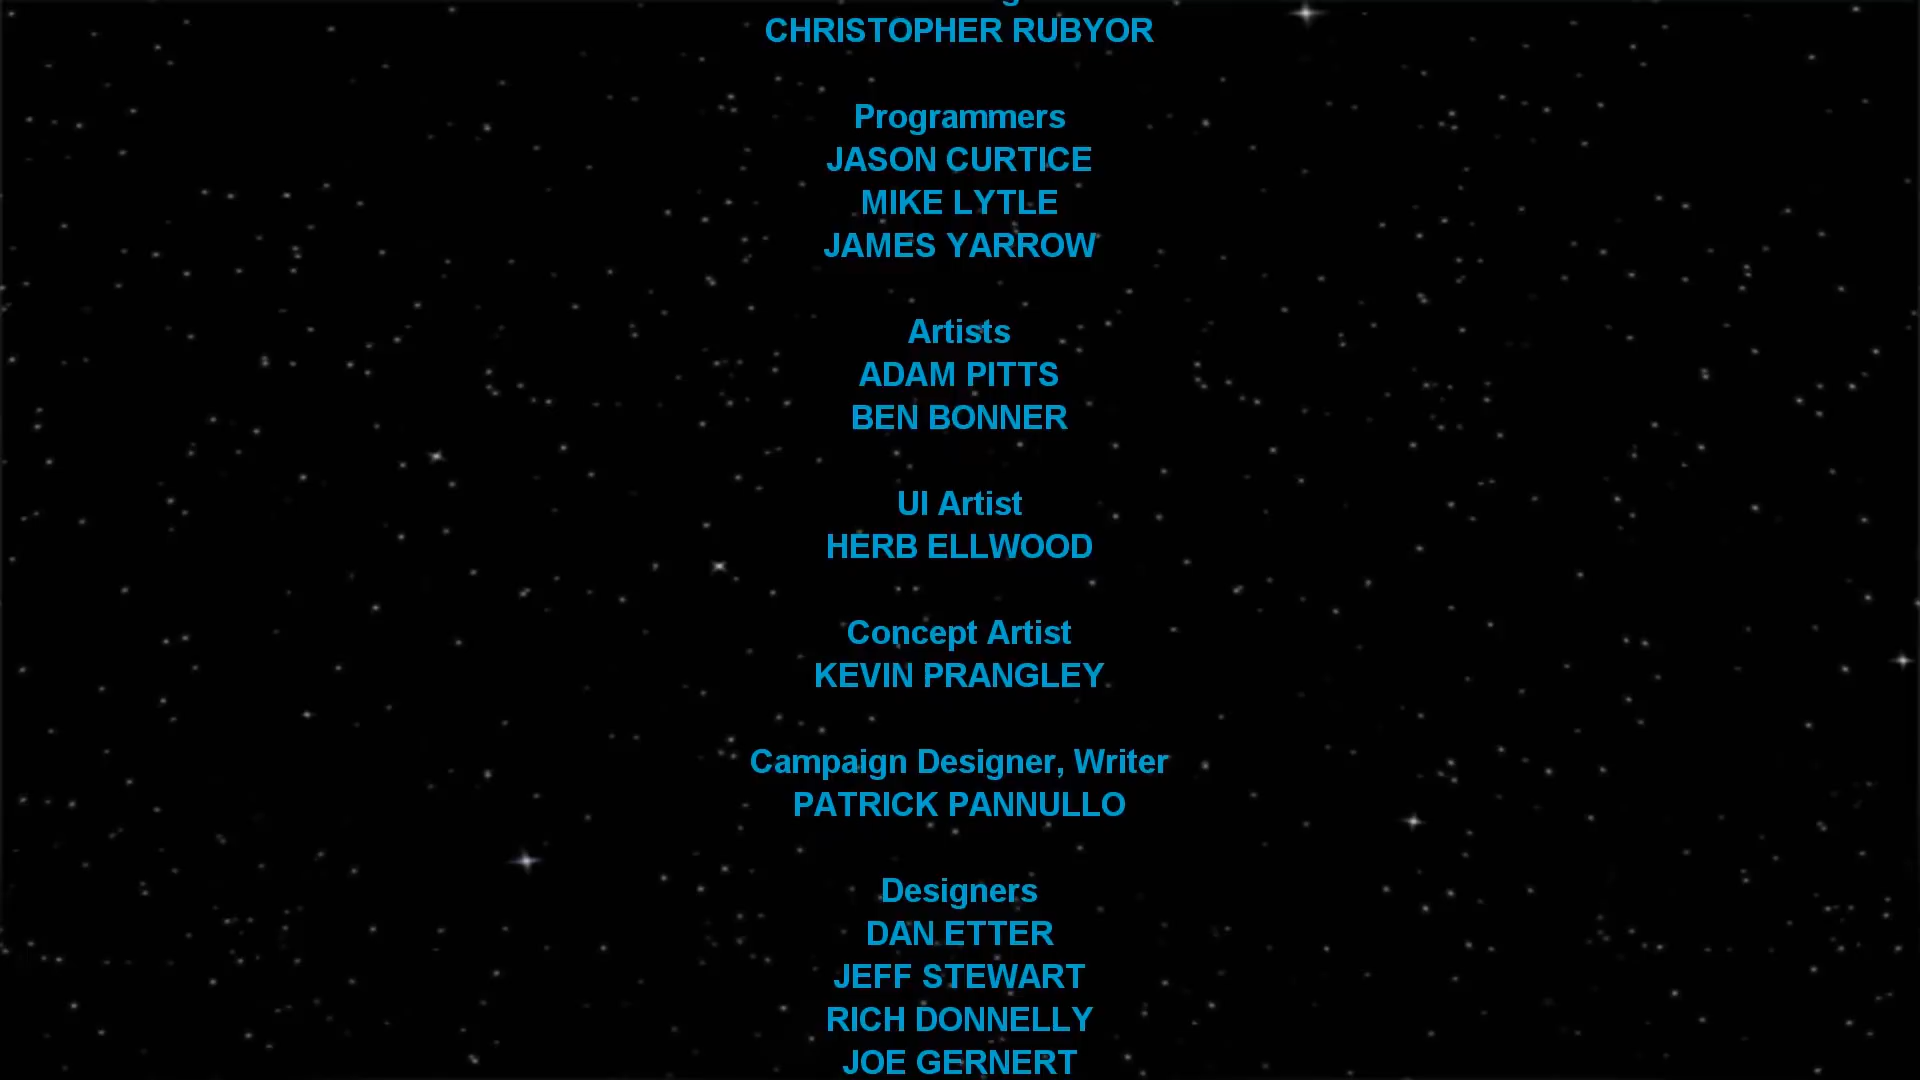 CHRISTOPHER RUBYOR
Programmers
JASON CURTICE
MIKE LYTLE
JAMES YARROW
Artists
ADAM PITTS
BEN BONNER
UI Artist
HERB ELLWOOD
Concept Artist
KEVIN PRANGLEY
Campaign Designer, Writer
PATRICK PANNULLO
Designers
DAN ETTER
JEFF STEWART
RICH DONNELLY
JOE GERNERT